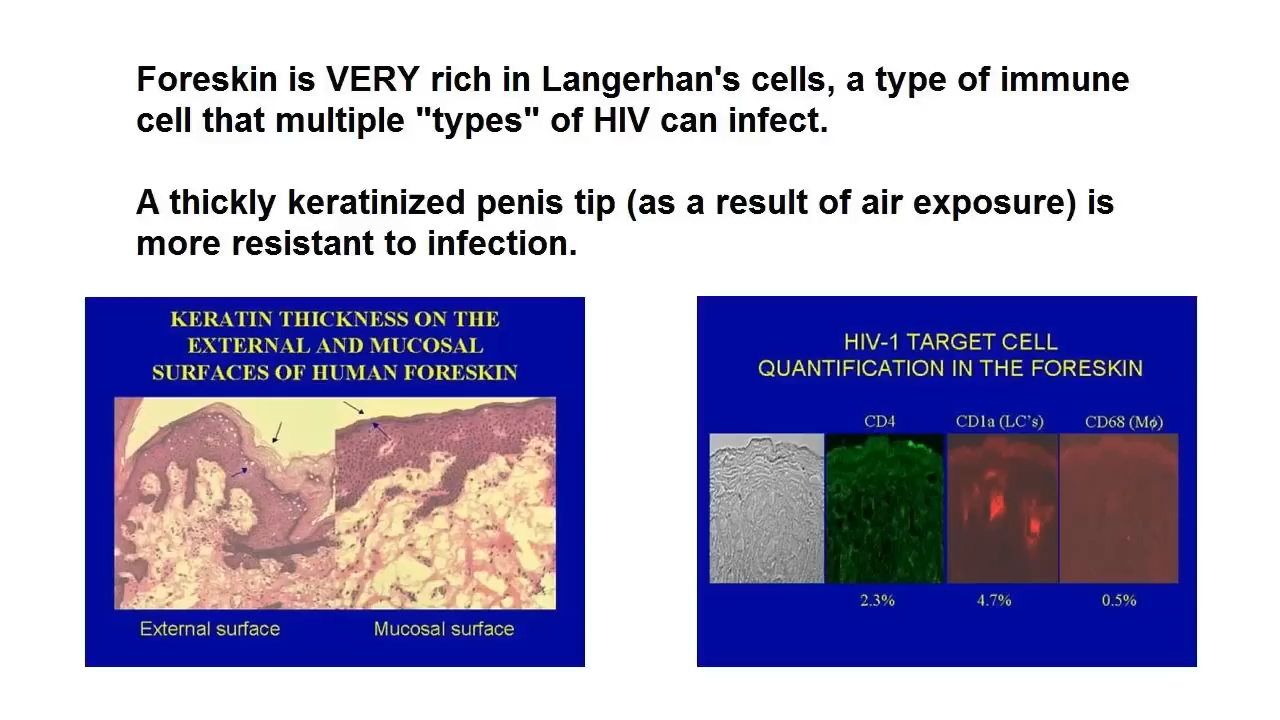 Foreskin is VERY rich in Langerhan's cells, a type of immune
cell that multiple "types" of HIV can infect.
A thickly keratinized penis tip (as a result of air exposure) is
more resistant to infection.
KERATIN THICKNESS ON THE
EXTERNAL AND MUCOSAL
SURFACES OF HUMAN FORESKIN
External surface
Mucosal surface
HIV-1 TARGET CELL
QUANTIFICATION IN THE FORESKIN
CD4
CD1a (LC's)
CD68 (Mϕ)
2.3%
4.7%
0.5%